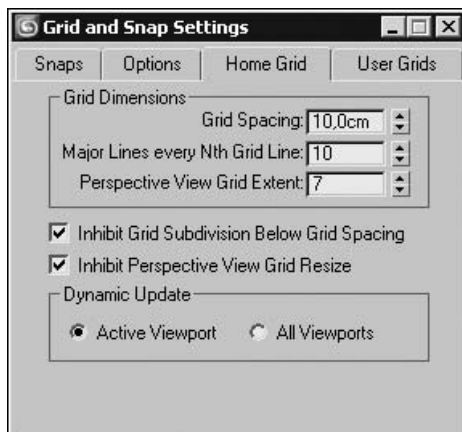 Grid and Snap Settings
Snaps Options Home Grid User Grids
Grid Dimensions
Grid Spacing: 10,0cm
Major Lines every Nth Grid Line: 10
Perspective View Grid Extent: 7
Inhibit Grid Subdivision Below Grid Spacing
Inhibit Perspective View Grid Resize
Dynamic Update
Active Viewport All Viewports